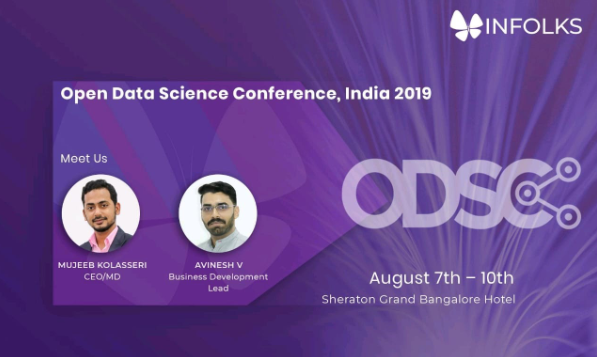 INFOLKS
Open Data Science Conference, India 2019
Meet Us
MUJEEB KOLASSERI
CEO/MD
AVINESH V
Business Development
Lead
ODSC
August 7th – 10th
Sheraton Grand Bangalore Hotel